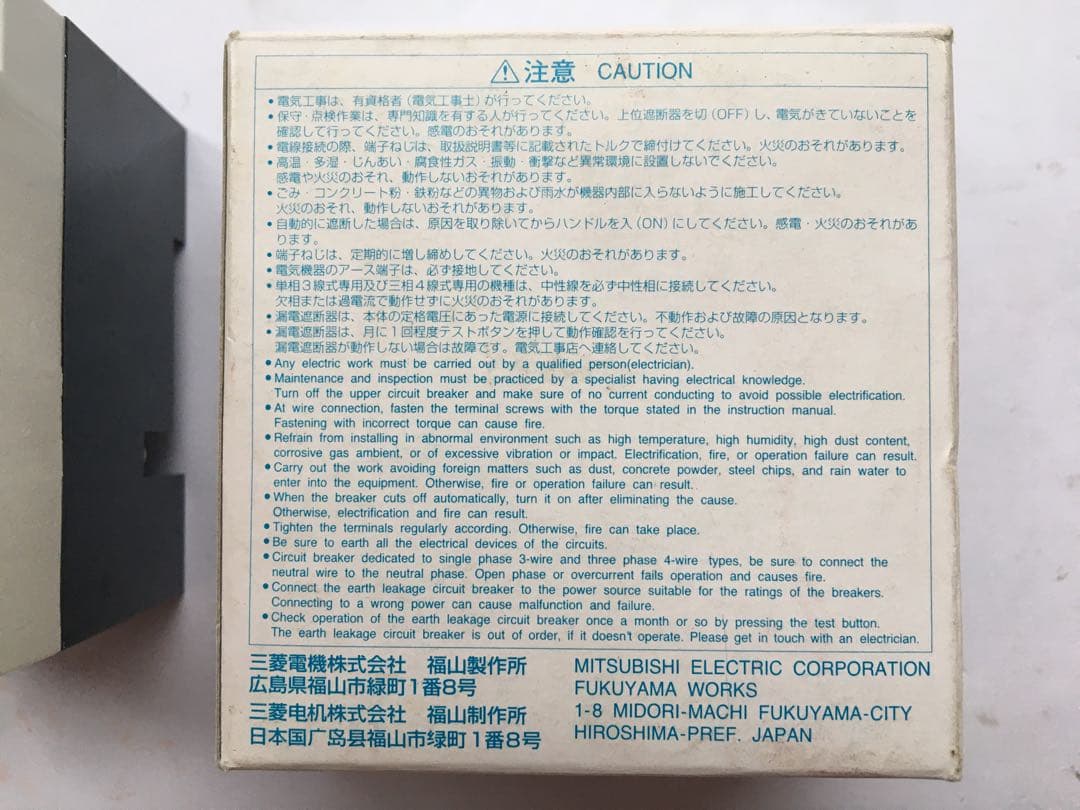 ⚠注意 CAUTION
•電気工事は、有資格者（電気工事士）が行ってください。
•保守・点検作業は、専門知識を有する人が行ってください。上位遮断器を切（OFF）し、電気がきていないことを
確認して行ってください。感電のおそれがあります。
•電線接続の際、端子ねじは、取扱説明書等に記載されたトルクで締付けてください。火災のおそれがあります。
•高温・多湿・じんあい・腐食性ガス・振動・衝撃など異常環境に設置しないでください。
感電や火災のおそれ、動作しないおそれがあります。
•ごみ・コンクリート粉・鉄粉などの異物および雨水が機器内部に入らないように施工してください。
火災のおそれ、動作しないおそれがあります。
•自動的に遮断した場合は、原因を取り除いてからハンドルを入（ON）にしてください。感電・火災のおそれがあ
ります。
•端子ねじは、定期的に増し締めしてください。火災のおそれがあります。
•電気機器のアース端子は、必ず接地してください。
•単相3線式専用及び三相4線式専用の機種は、中性線を必ず中性相に接続してください。
欠相または過電流で動作せずに火災のおそれがあります。
•漏電遮断器は、本体の定格電圧にあった電源に接続してください。不動作および故障の原因となります。
•漏電遮断器は、月に1回程度テストボタンを押して動作確認を行ってください。
漏電遮断器が動作しない場合は故障です。電気工事店へ連絡してください。
•Any electric work must be carried out by a qualified person(electrician).
•Maintenance and inspection must be practiced by a specialist having electrical knowledge.
Turn off the upper circuit breaker and make sure of no current conducting to avoid possible electrification.
•At wire connection, fasten the terminal screws with the torque stated in the instruction manual.
Fastening with incorrect torque can cause fire.
•Refrain from installing in abnormal environment such as high temperature, high humidity, high dust content,
corrosive gas ambient, or of excessive vibration or impact. Electrification, fire, or operation failure can result.
•Carry out the work avoiding foreign matters such as dust, concrete powder, steel chips, and rain water to
enter into the equipment. Otherwise, fire or operation failure can result.
•When the breaker cuts off automatically, turn it on after eliminating the cause.
Otherwise, electrification and fire can result.
•Tighten the terminals regularly according. Otherwise, fire can take place.
•Be sure to earth all the electrical devices of the circuits.
•Circuit breaker dedicated to single phase 3-wire and three phase 4-wire types, be sure to connect the
neutral wire to the neutral phase. Open phase or overcurrent fails operation and causes fire.
•Connect the earth leakage circuit breaker to the power source suitable for the ratings of the breakers.
Connecting to a wrong power can cause malfunction and failure.
•Check operation of the earth leakage circuit breaker once a month or so by pressing the test button.
The earth leakage circuit breaker is out of order, if it doesn't operate. Please get in touch with an electrician.
三菱電機株式会社 福山製作所
広島県福山市緑町1番8号
三菱电机株式会社 福山制作所
日本国广岛县福山市绿町1番8号
MITSUBISHI ELECTRIC CORPORATION
FUKUYAMA WORKS
1-8 MIDORI-MACHI FUKUYAMA-CITY
HIROSHIMA-PREF. JAPAN